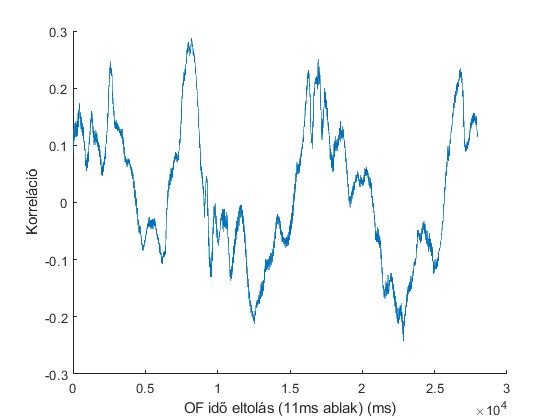 0.3
0.2
0.1
0
-0.1
-0.2
-0.3
Korreláció
0 0.5 1 1.5 2 2.5 3
×10⁴
OF idő eltolás (11ms ablak) (ms)